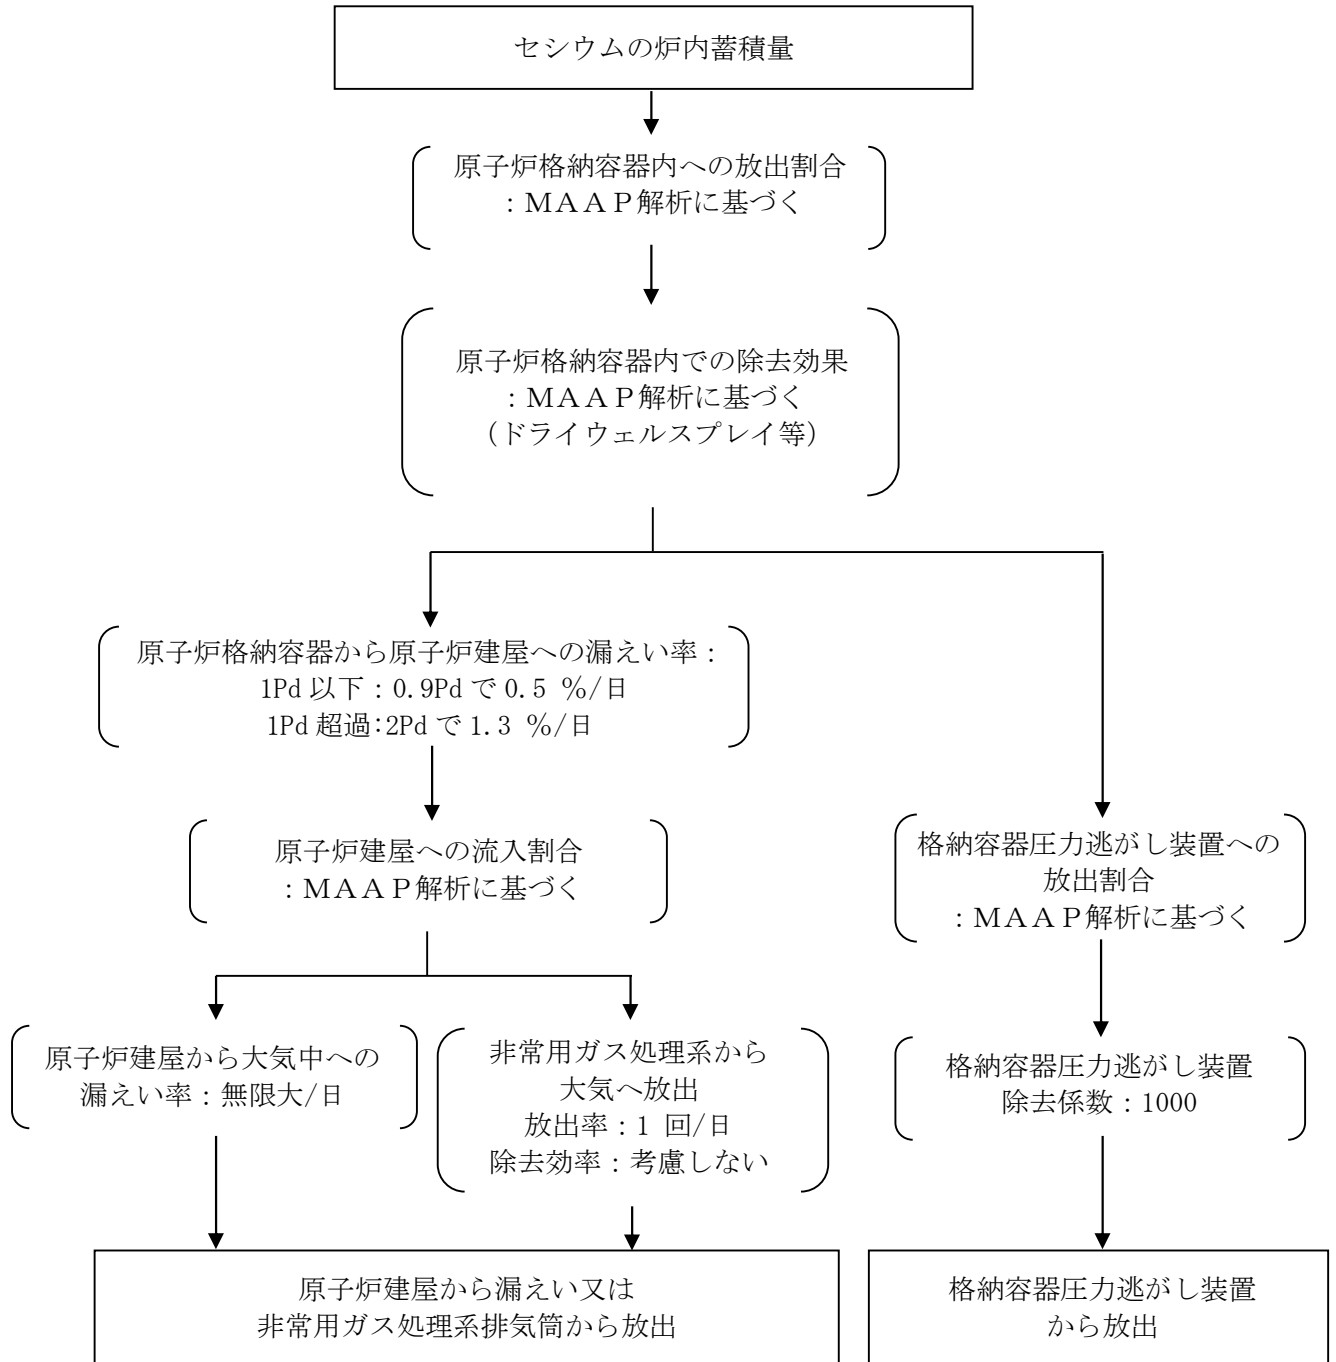 セシウムの炉内蓄積量
原子炉格納容器内への放出割合
：ＭＡＡＰ解析に基づく
原子炉格納容器内での除去効果
：ＭＡＡＰ解析に基づく
（ドライウェルスプレイ等）
原子炉格納容器から原子炉建屋への漏えい率：
1Pd 以下：0.9Pd で 0.5 %/日
1Pd 超過:2Pd で 1.3 %/日
原子炉建屋への流入割合
：ＭＡＡＰ解析に基づく
格納容器圧力逃がし装置への
放出割合
：ＭＡＡＰ解析に基づく
原子炉建屋から大気中への
漏えい率：無限大/日
非常用ガス処理系から
大気へ放出
放出率：1 回/日
除去効率：考慮しない
格納容器圧力逃がし装置
除去係数：1000
原子炉建屋から漏えい又は
非常用ガス処理系排気筒から放出
格納容器圧力逃がし装置
から放出